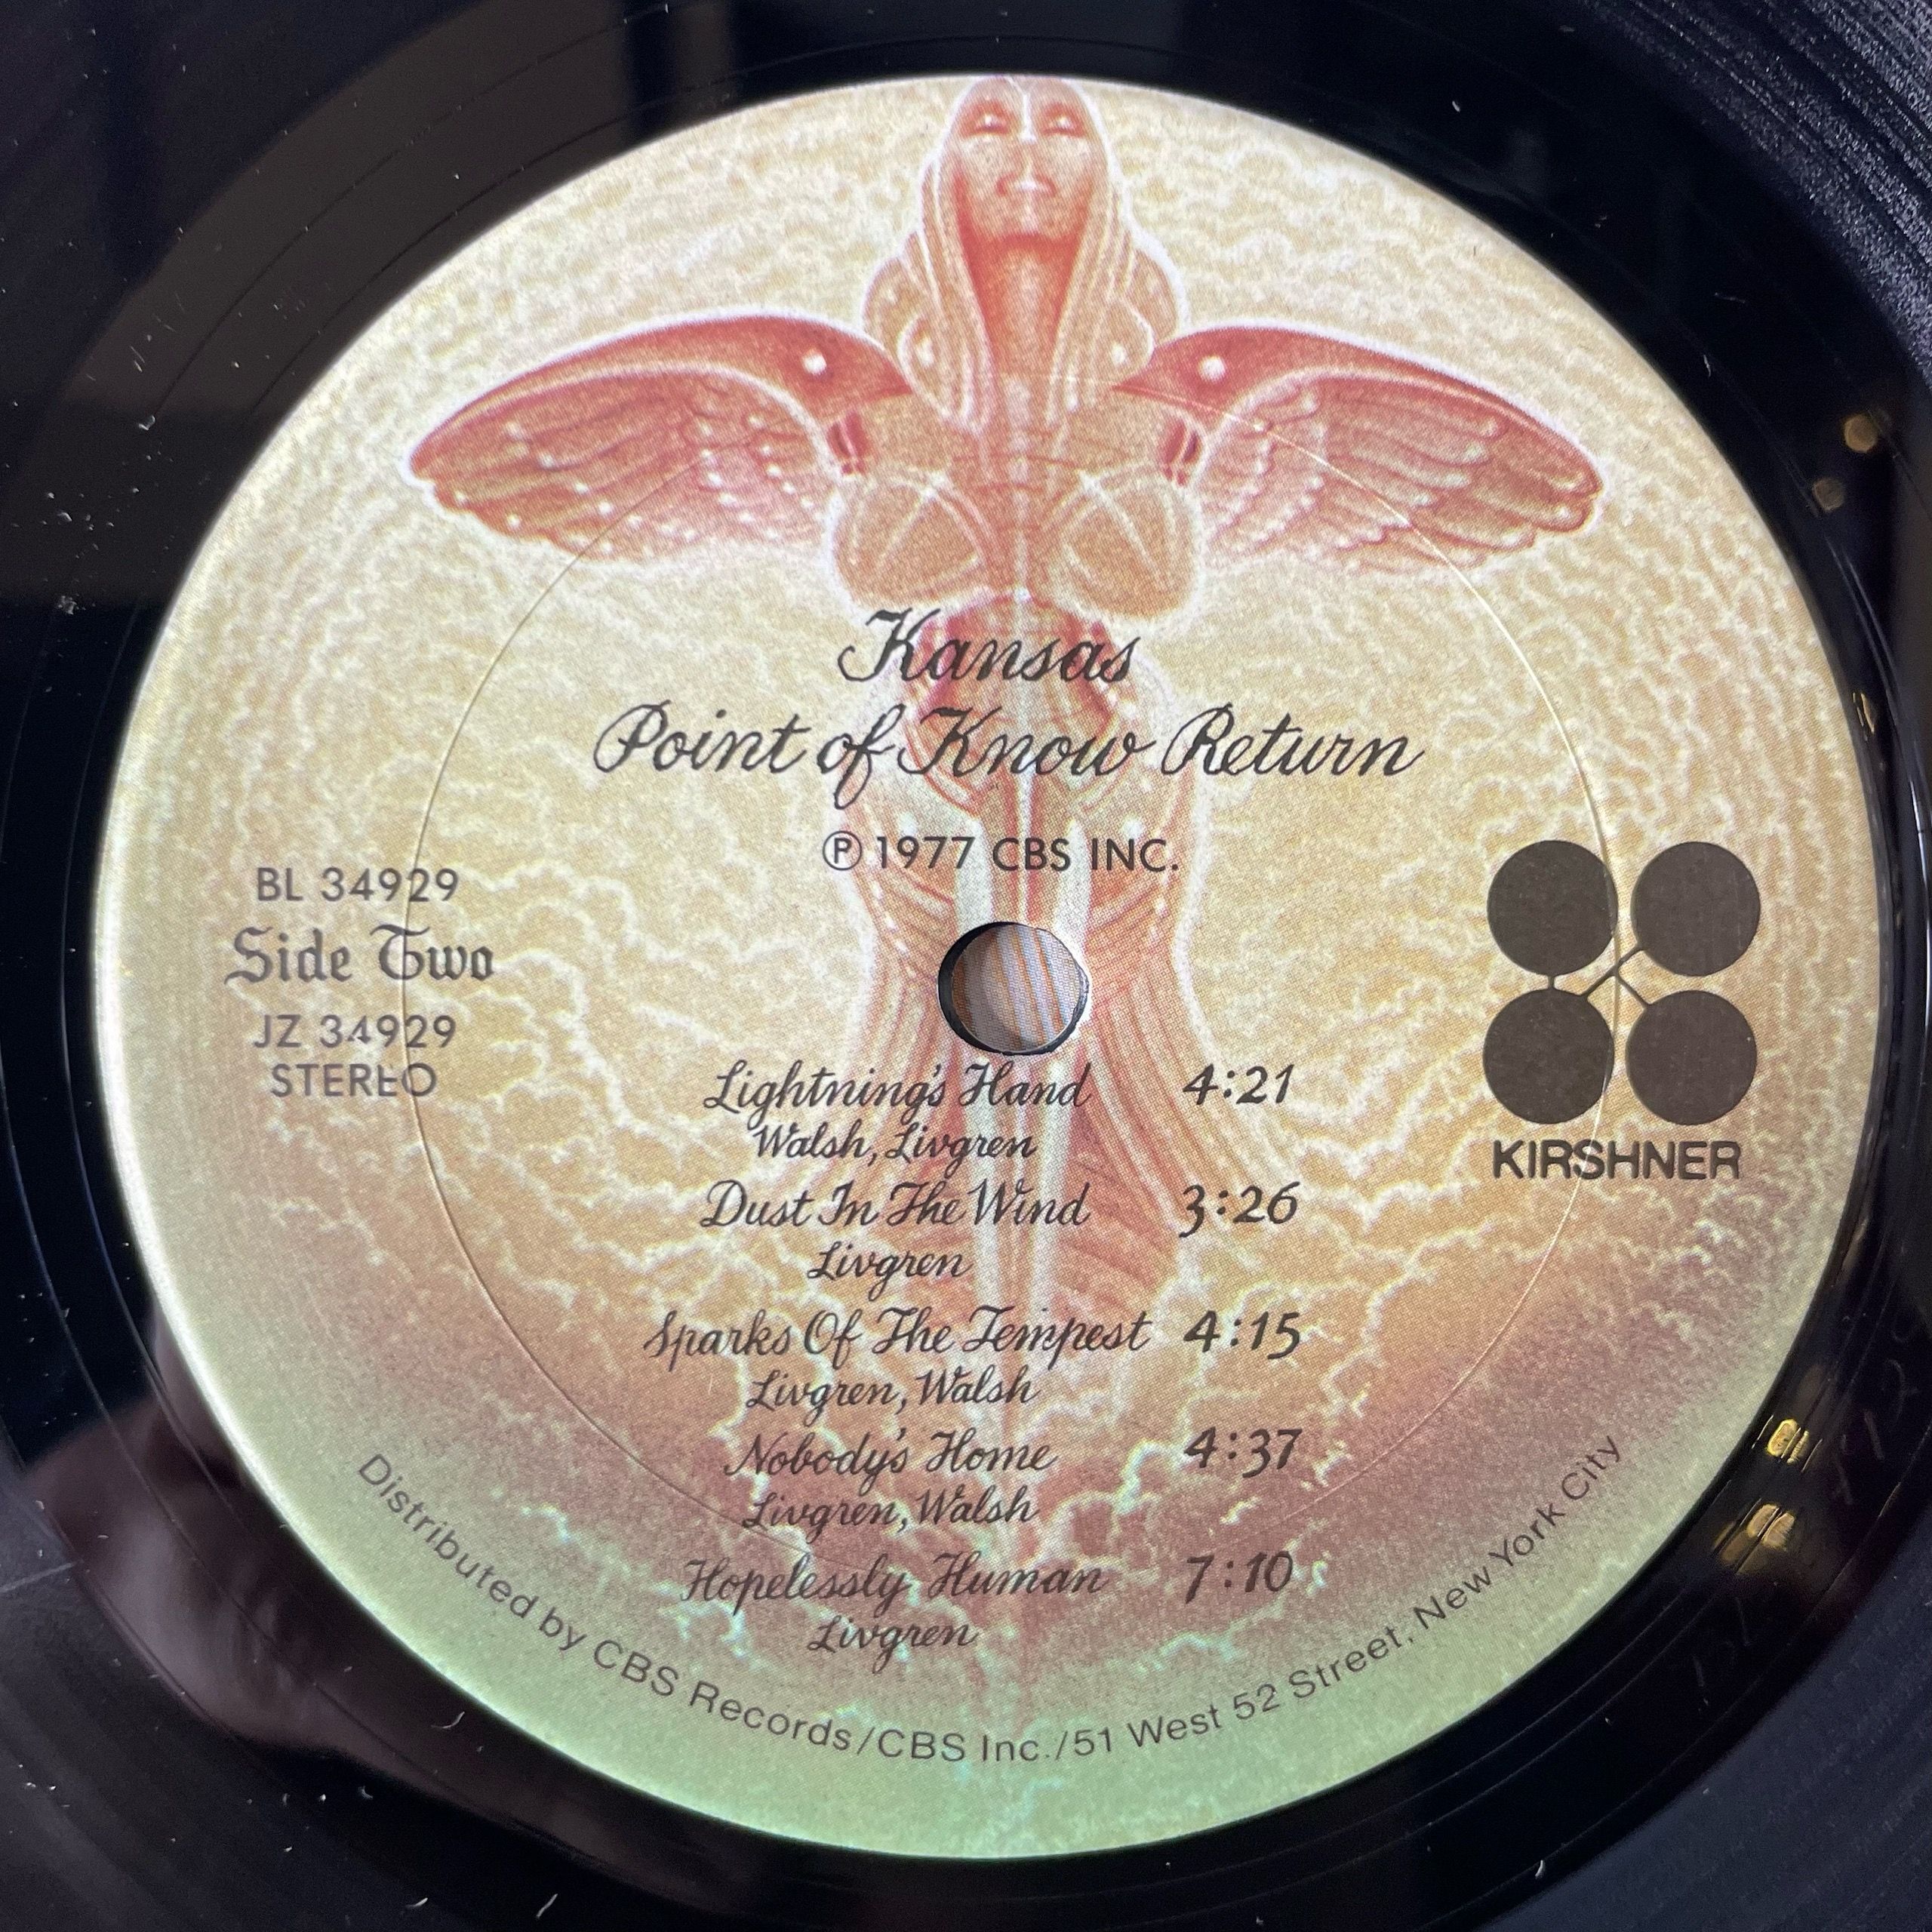 Kansas
Point of Know Return
Ⓟ 1977 CBS INC.
BL 34929
Side Two
JZ 34929
STEREO
KIRSHNER
Lightning's Hand 4:21
Walsh, Livgren
Dust In The Wind 3:26
Livgren
Sparks Of The Tempest 4:15
Livgren, Walsh
Nobody's Home 4:37
Livgren, Walsh
Hopelessly Human 7:10
Livgren
Distributed by CBS Records/CBS Inc./51 West 52 Street, New York City